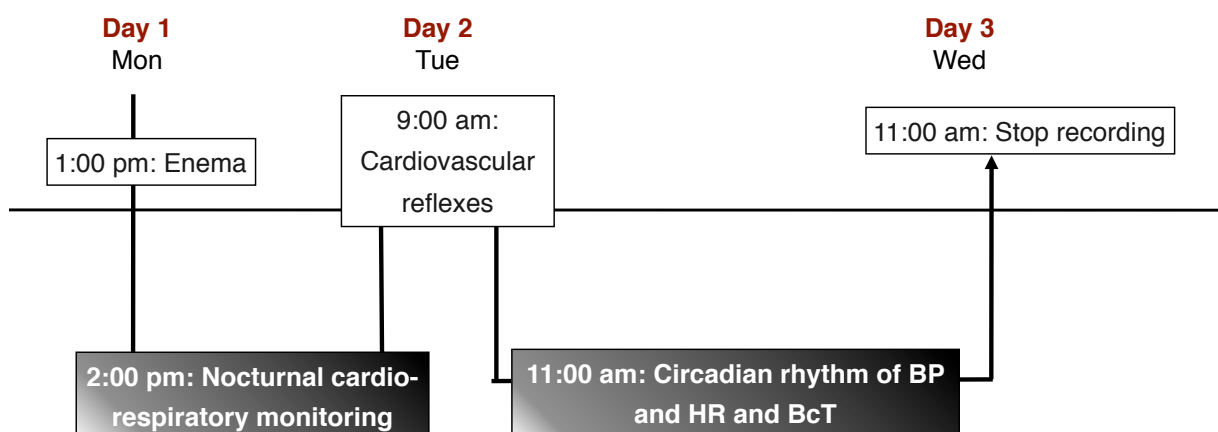 Day 1
Mon
Day 2
Tue
Day 3
Wed
1:00 pm: Enema
9:00 am:
Cardiovascular
reflexes
11:00 am: Stop recording
2:00 pm: Nocturnal cardio-
respiratory monitoring
11:00 am: Circadian rhythm of BP
and HR and BcT